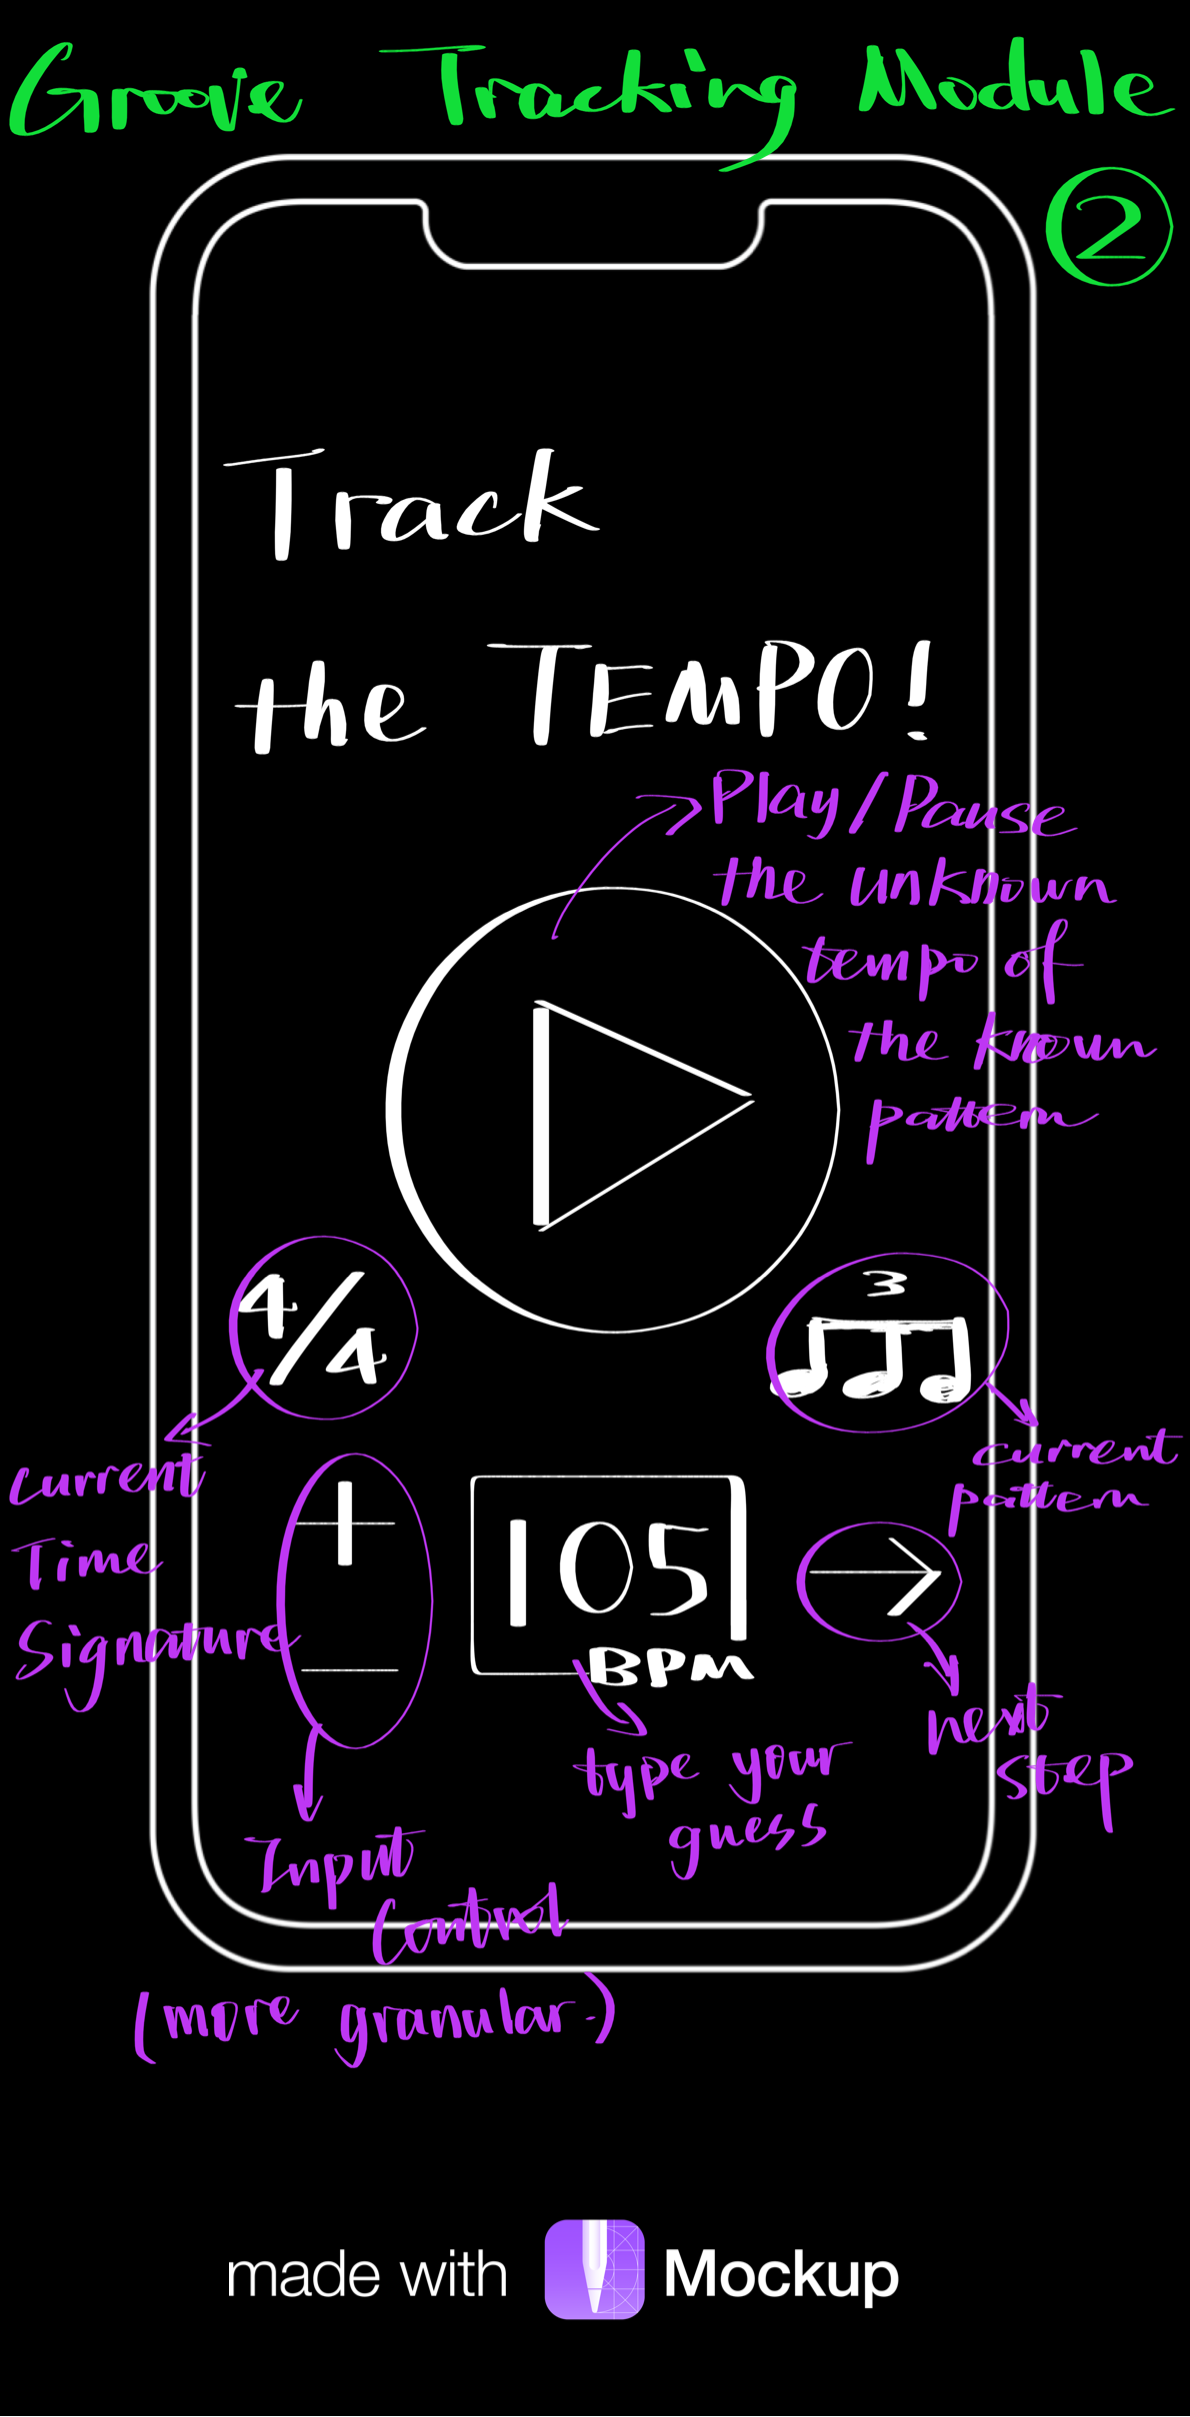 Groove Tracking Module
2
Track
the TEMPO!
Play/Pause
the unknown
tempo of
the known
pattern
4/4
3
current
pattern
Current
Time
Signature
+
-
105
BPM
next
step
type your
guess
Input
Control
(more granular.)
made with Mockup